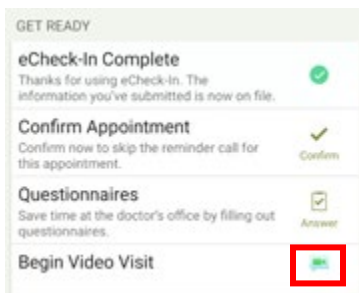 GET READY
eCheck-In Complete
Thanks for using eCheck-In. The
information you've submitted is now on file.
Confirm Appointment
Confirm now to skip the reminder call for
this appointment.
Confirm
Questionnaires
Save time at the doctor's office by filling out
questionnaires.
Answer
Begin Video Visit